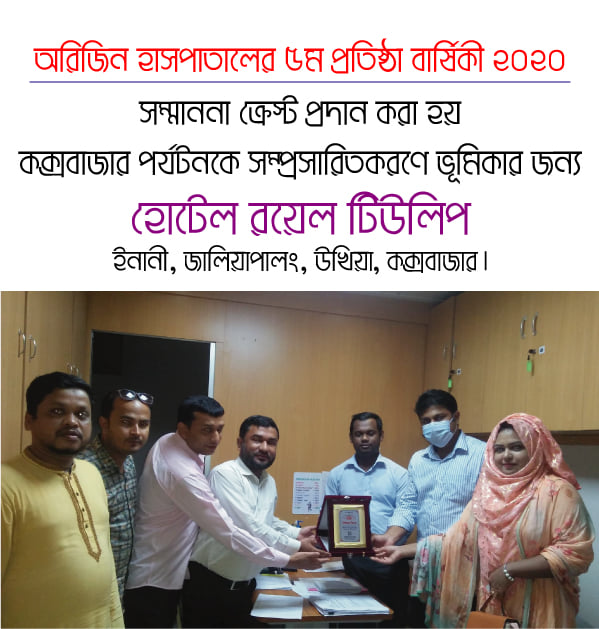 অরিজিন হাসপাতালের ৫ম প্রতিষ্ঠা বার্ষিকী ২০২০
সম্মাননা ক্রেস্ট প্রদান করা হয়
কক্সবাজার পর্যটনকে সম্প্রসারিতকরণে ভূমিকার জন্য
হোটেল রয়েল টিউলিপ
ইনানী, জালিয়াপালং, উখিয়া, কক্সবাজার।